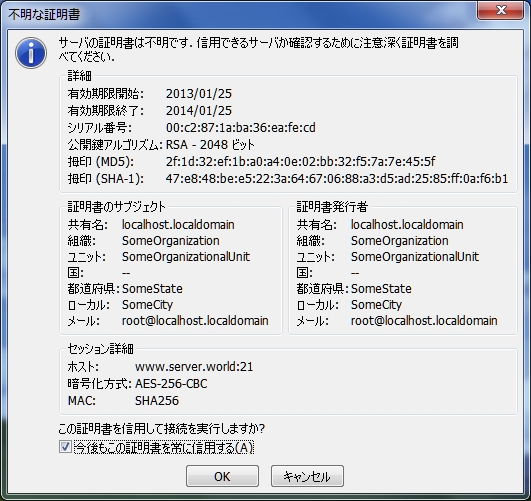 不明な証明書
サーバの証明書は不明です. 信用できるサーバか確認するために注意深く証明書を調
べてください.
詳細
有効期限開始: 2013/01/25
有効期限終了: 2014/01/25
シリアル番号: 00:c2:87:1a:ba:36:ea:fe:cd
公開鍵アルゴリズム: RSA - 2048 ビット
拇印 (MD5): 2f:1d:32:ef:1b:a0:a4:0e:02:bb:32:f5:7a:7e:45:5f
拇印 (SHA-1): 47:e8:48:be:e5:22:3a:64:67:06:88:a3:d5:ad:25:85:ff:0a:f6:b1
証明書のサブジェクト
共有名: localhost.localdomain
組織: SomeOrganization
ユニット: SomeOrganizationalUnit
国: --
都道府県: SomeState
ローカル: SomeCity
メール: root@localhost.localdomain
証明書発行者
共有名: localhost.localdomain
組織: SomeOrganization
ユニット: SomeOrganizationalUnit
国: --
都道府県: SomeState
ローカル: SomeCity
メール: root@localhost.localdomain
セッション詳細
ホスト: www.server.world:21
暗号化方式: AES-256-CBC
MAC: SHA256
この証明書を信用して接続を実行しますか?
今後もこの証明書を常に信用する(A)
OK
キャンセル